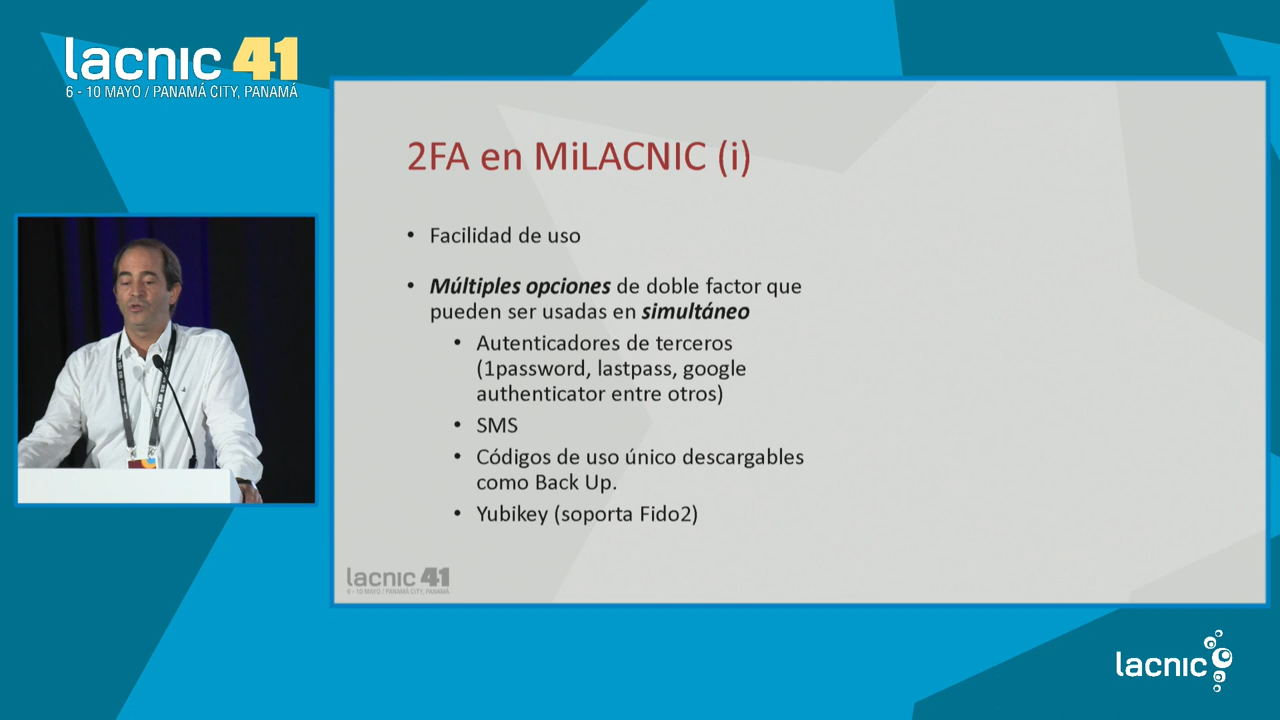 lacnic 41
6 - 10 MAYO / PANAMÁ CITY, PANAMÁ
2FA en MiLACNIC (i)
• Facilidad de uso
• Múltiples opciones de doble factor que
pueden ser usadas en simultáneo
• Autenticadores de terceros
(1password, lastpass, google
authenticator entre otros)
• SMS
• Códigos de uso único descargables
como Back Up.
• Yubikey (soporta Fido2)
lacnic 41
6 - 10 MAYO / PANAMÁ CITY, PANAMÁ
lacnic